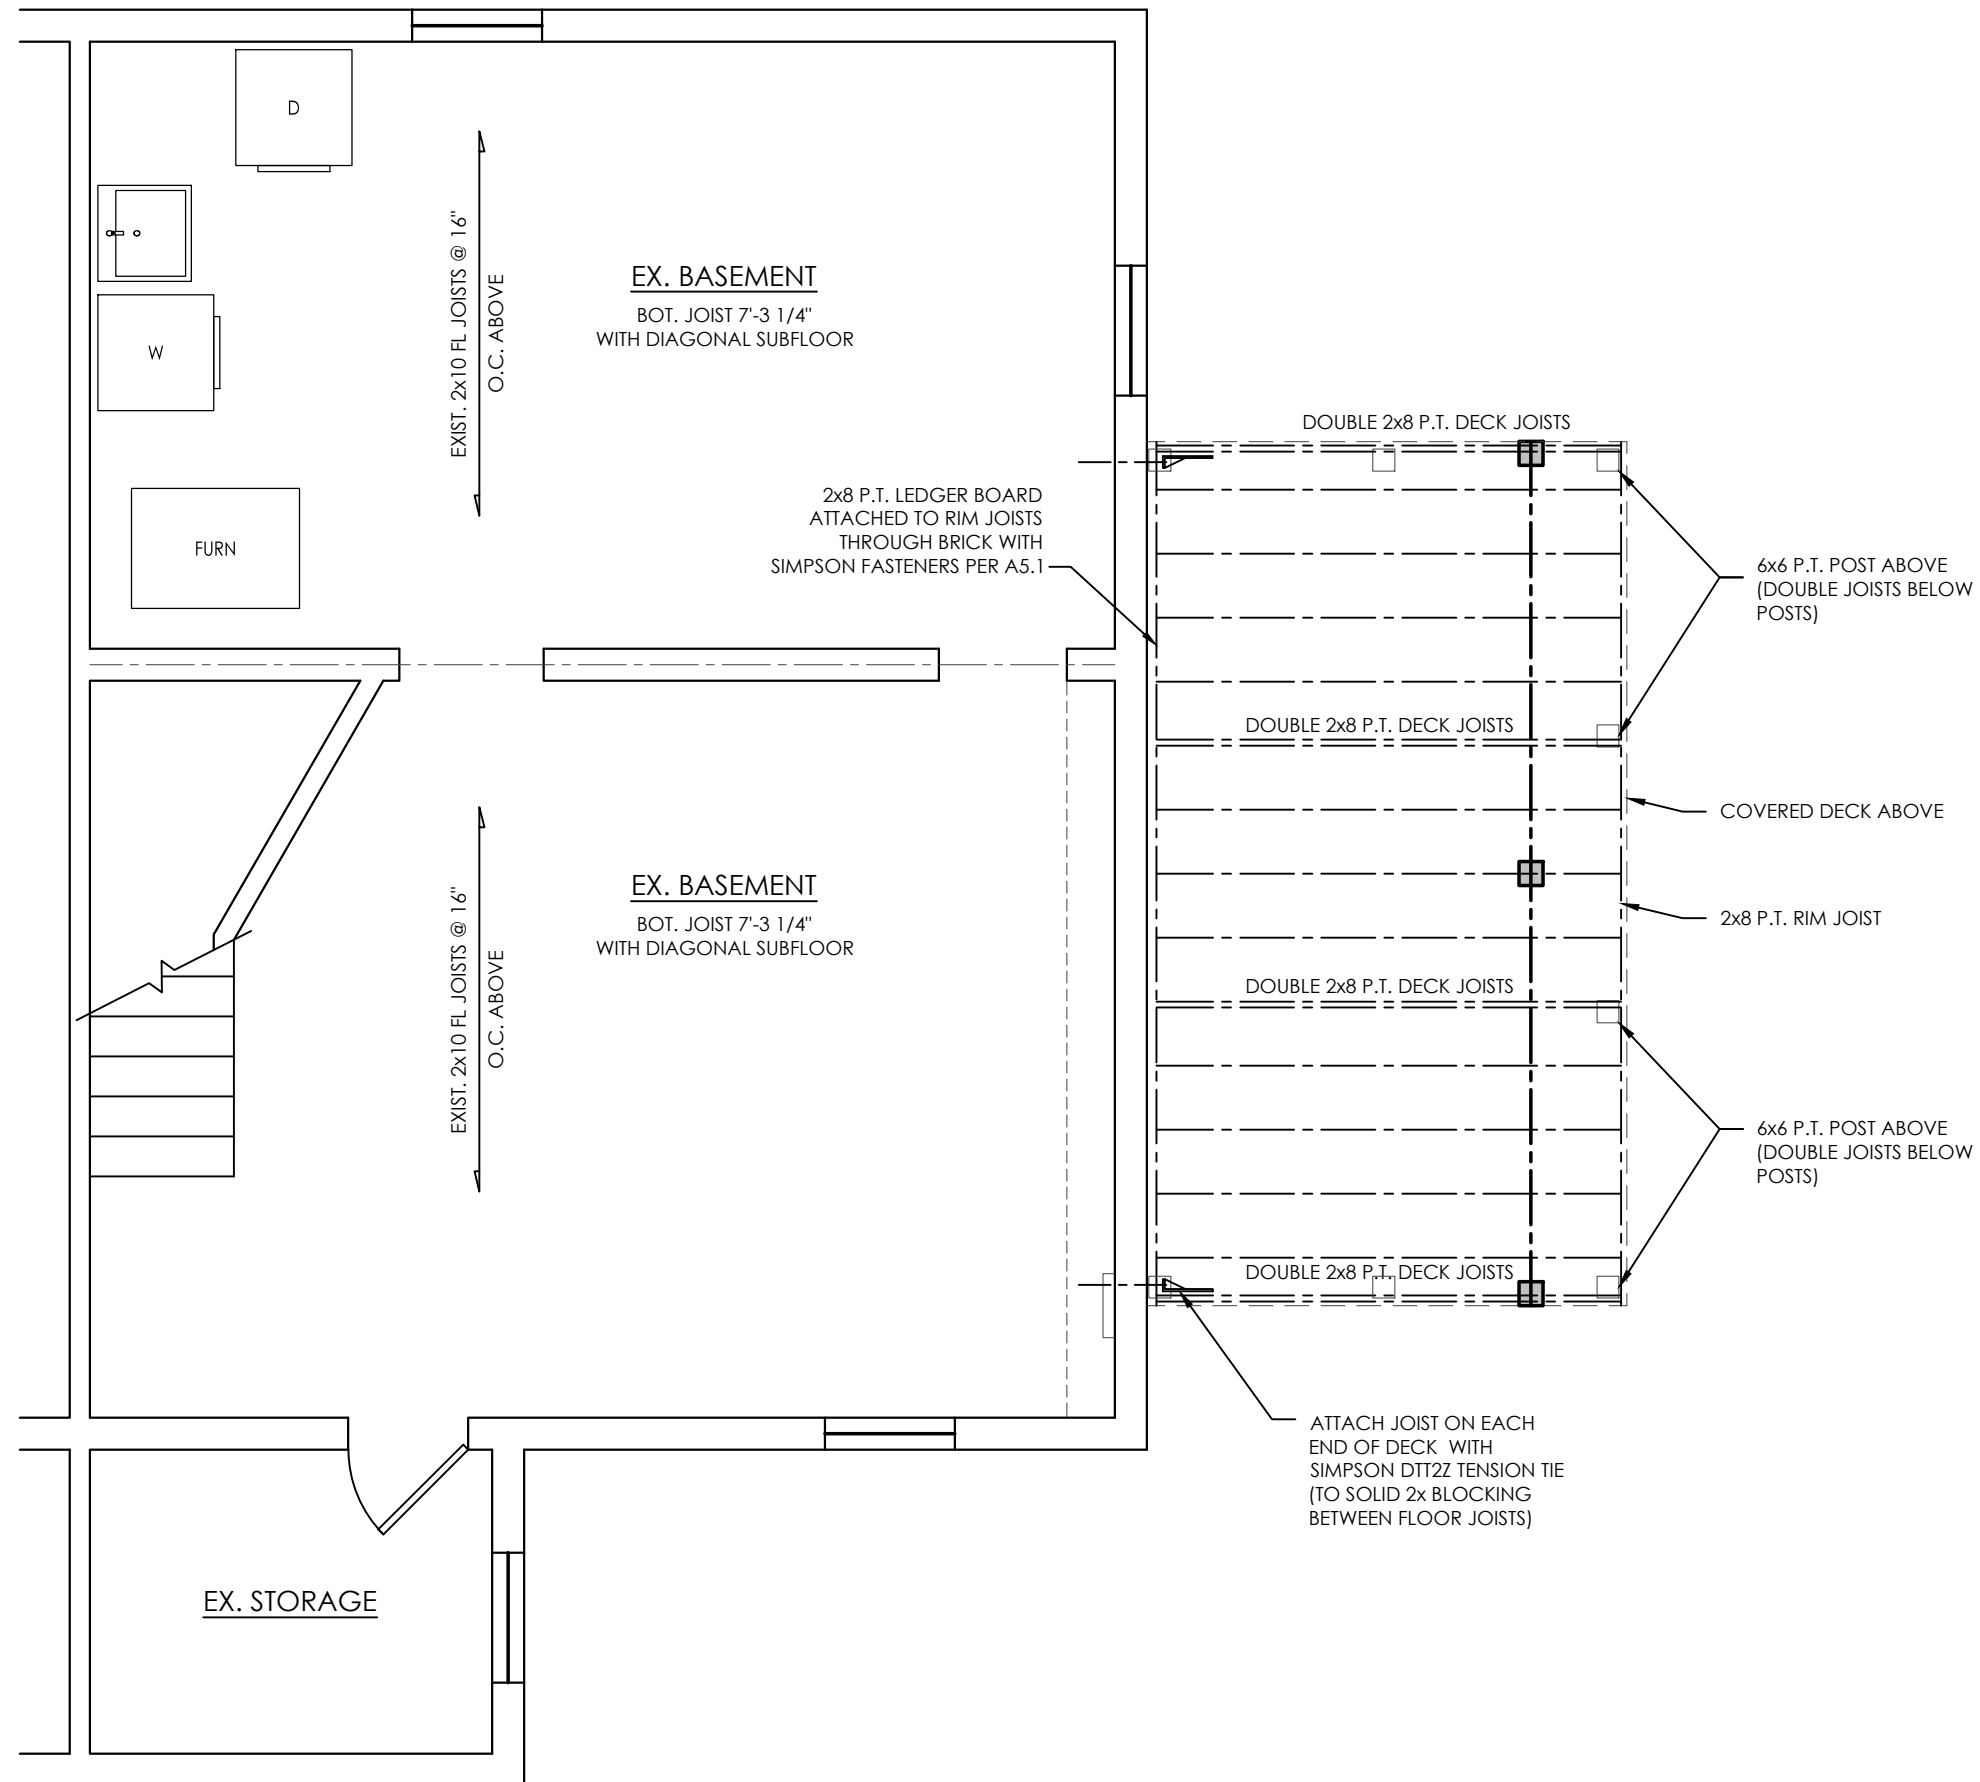 D
EXIST. 2x10 FL JOISTS @ 16"
O.C. ABOVE
EX. BASEMENT
BOT. JOIST 7'-3 1/4"
WITH DIAGONAL SUBFLOOR
W
FURN
DOUBLE 2x8 P.T. DECK JOISTS
2x8 P.T. LEDGER BOARD
ATTACHED TO RIM JOISTS
THROUGH BRICK WITH
SIMPSON FASTENERS PER A5.1
6x6 P.T. POST ABOVE
(DOUBLE JOISTS BELOW
POSTS)
DOUBLE 2x8 P.T. DECK JOISTS
COVERED DECK ABOVE
EXIST. 2x10 FL JOISTS @ 16"
O.C. ABOVE
EX. BASEMENT
BOT. JOIST 7'-3 1/4"
WITH DIAGONAL SUBFLOOR
2x8 P.T. RIM JOIST
DOUBLE 2x8 P.T. DECK JOISTS
6x6 P.T. POST ABOVE
(DOUBLE JOISTS BELOW
POSTS)
DOUBLE 2x8 P.T. DECK JOISTS
ATTACH JOIST ON EACH
END OF DECK WITH
SIMPSON DTT2Z TENSION TIE
(TO SOLID 2x BLOCKING
BETWEEN FLOOR JOISTS)
EX. STORAGE